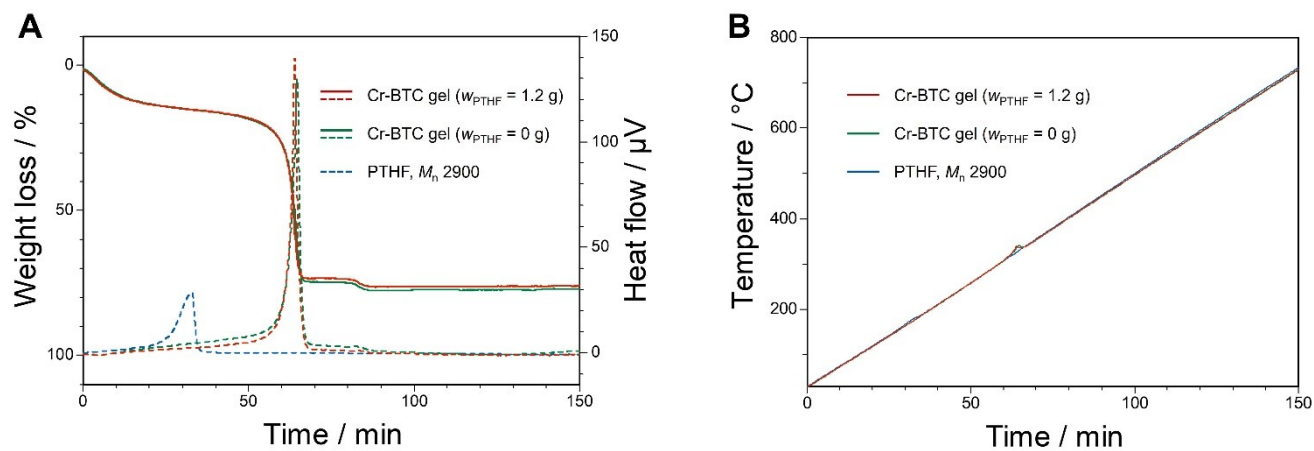 A
0
50
100
Weight loss / %
150
100
50
0
Heat flow / µV
Cr-BTC gel (wPTHF = 1.2 g)
Cr-BTC gel (wPTHF = 0 g)
PTHF, Mn 2900
0
50
100
150
Time / min
B
800
600
400
200
Temperature / °C
Cr-BTC gel (wPTHF = 1.2 g)
Cr-BTC gel (wPTHF = 0 g)
PTHF, Mn 2900
0
50
100
150
Time / min